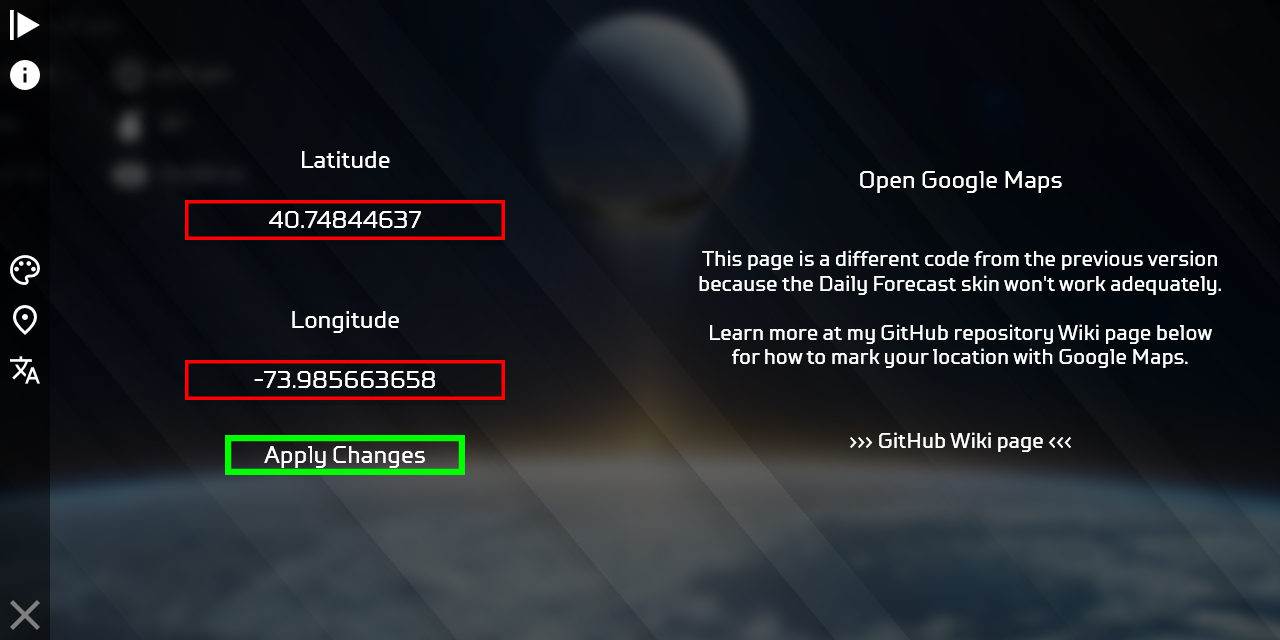 Latitude
40.74844637
Longitude
-73.985663658
Apply Changes
Open Google Maps
This page is a different code from the previous version
because the Daily Forecast skin won't work adequately.
Learn more at my GitHub repository Wiki page below
for how to mark your location with Google Maps.
››› GitHub Wiki page ‹‹‹